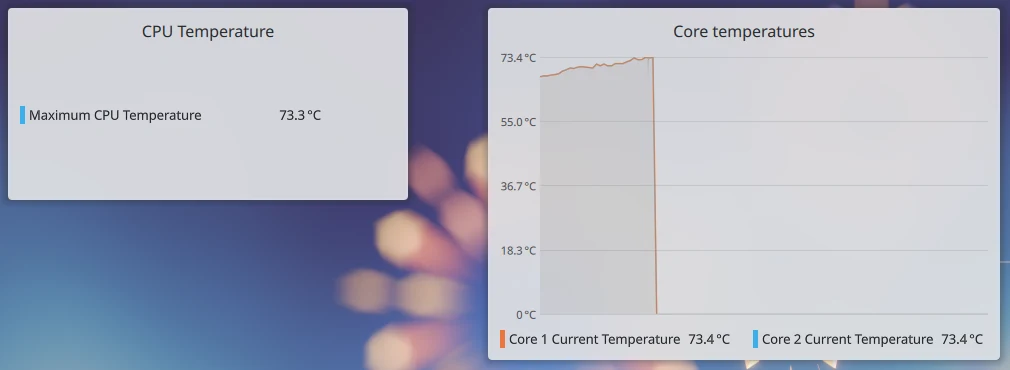 CPU Temperature
Maximum CPU Temperature 73.3 °C
Core temperatures
73.4 °C
55.0 °C
36.7 °C
18.3 °C
0 °C
Core 1 Current Temperature 73.4 °C Core 2 Current Temperature 73.4 °C